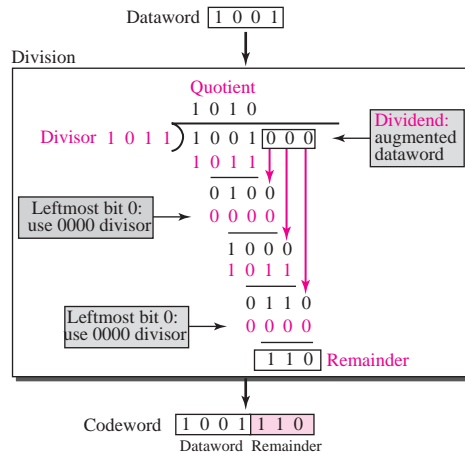 Dataword 1 0 0 1
Division
Quotient
1 0 1 0
Divisor 1 0 1 1 1 0 0 1 0 0 0
Dividend:
augmented
dataword
1 0 1 1
Leftmost bit 0:
use 0000 divisor
0 1 0 0
0 0 0 0
1 0 0 0
1 0 1 1
Leftmost bit 0:
use 0000 divisor
0 1 1 0
0 0 0 0
1 1 0 Remainder
Codeword 1 0 0 1 1 1 0
Dataword Remainder